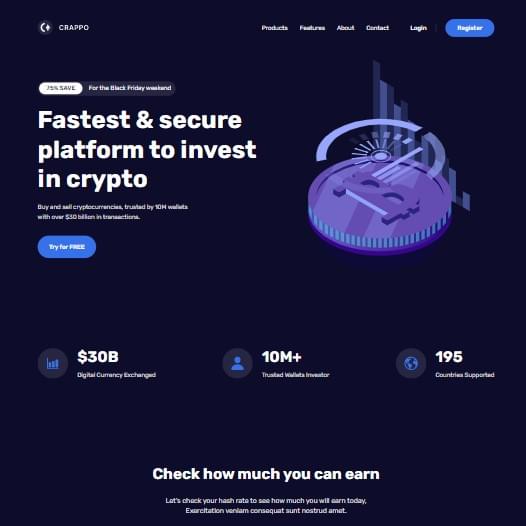 CRAPPO
Products Features About Contact Login Register
75% SAVE For the Black Friday weekend
Fastest & secure
platform to invest
in crypto
Buy and sell cryptocurrencies, trusted by 10M wallets
with over $30 billion in transactions.
Try for FREE
$30B
Digital Currency Exchanged
10M+
Trusted Wallets Investor
195
Countries Supported
Check how much you can earn
Let's check your hash rate to see how much you will earn today,
Exercitation veniam consequat sunt nostrud amet.